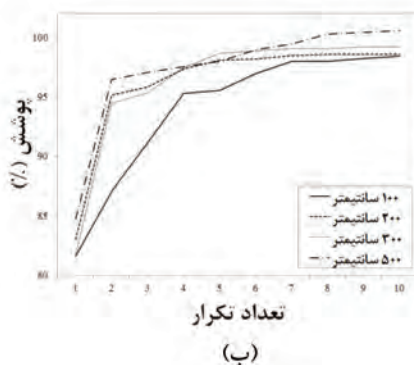 100
95
90
85
80
پوشش (%)
۱۰۰ سانتیمتر
۲۰۰ سانتیمتر
۳۰۰ سانتیمتر
۵۰۰ سانتیمتر
1 2 3 4 5 6 7 8 9 10
تعداد تکرار
(ب)